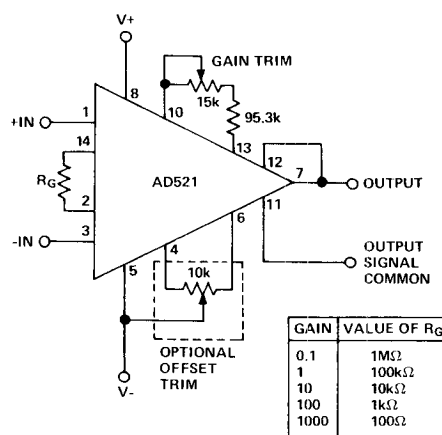 V+
GAIN TRIM
8
10
15k
95.3k
+IN
1
13
14
12
RG
AD521
7
OUTPUT
2
11
-IN
3
6
4
OUTPUT
SIGNAL
COMMON
5
10k
OPTIONAL
OFFSET
TRIM
V-
GAIN VALUE OF RG
0.1 1MΩ
1 100kΩ
10 10kΩ
100 1kΩ
1000 100Ω